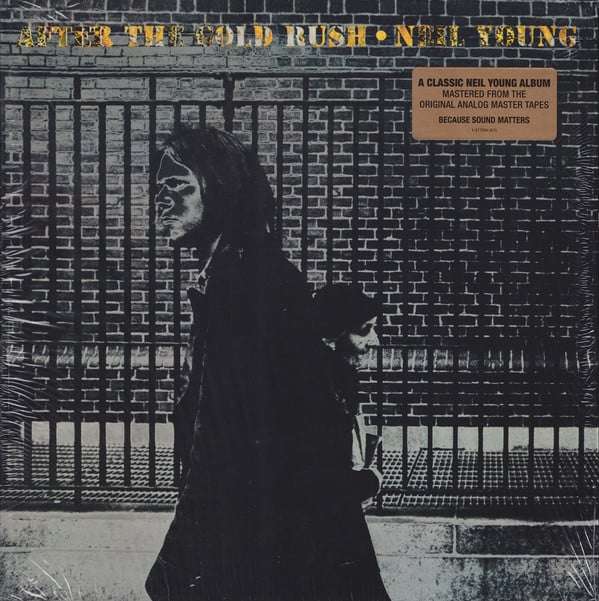 AFTER THE GOLD RUSH • NEIL YOUNG
A CLASSIC NEIL YOUNG ALBUM
MASTERED FROM THE
ORIGINAL ANALOG MASTER TAPES
BECAUSE SOUND MATTERS